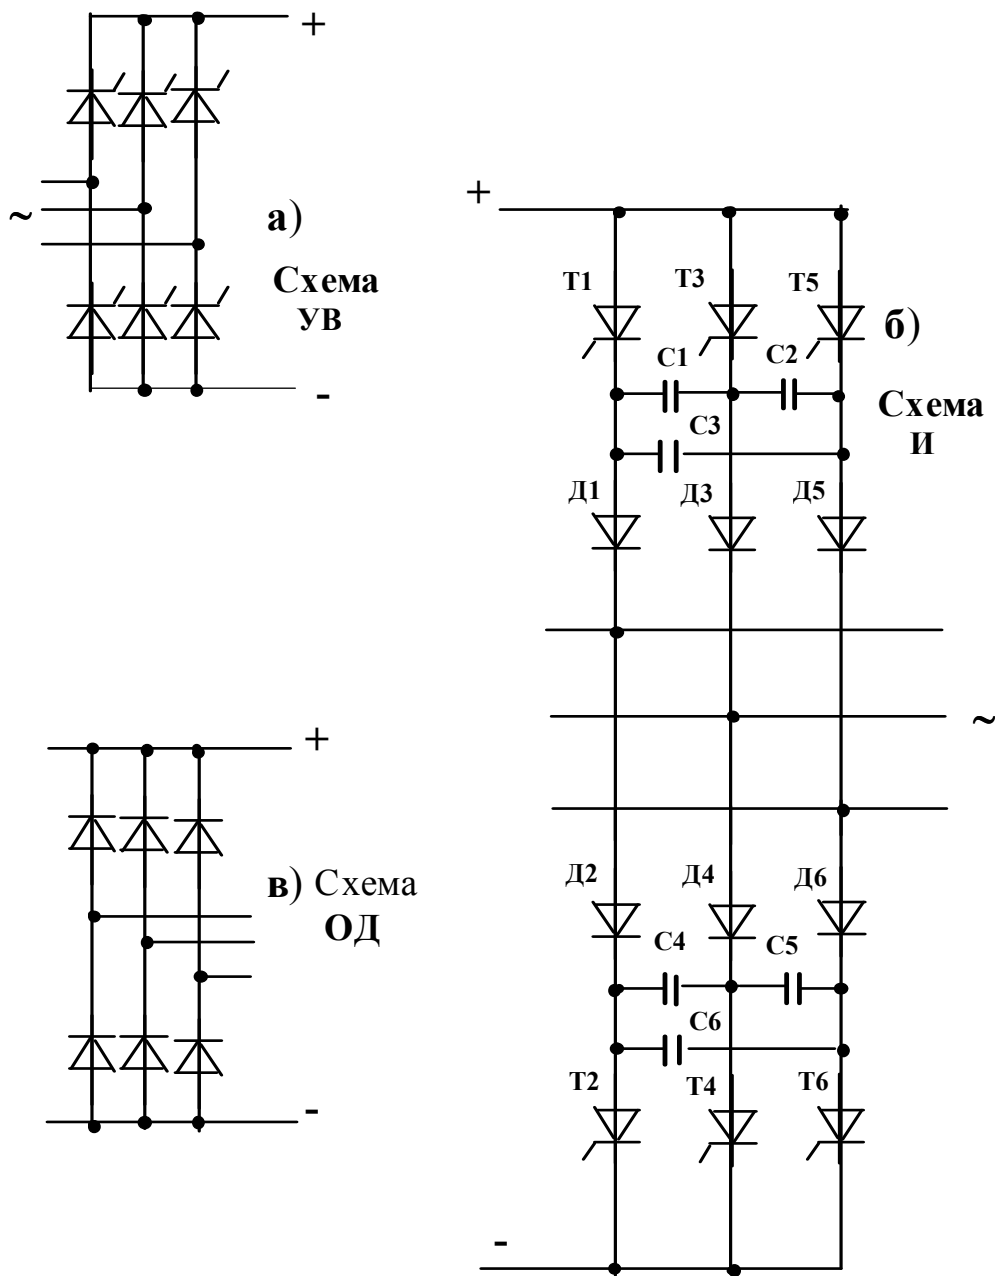 +
~
а)
Схема
УВ
-
+
Т1 Т3 Т5
б)
С1 С2
Схема
И
С3
Д1 Д3 Д5
~
+
в) Схема
ОД
-
Д2 Д4 Д6
С4 С5
С6
Т2 Т4 Т6
-